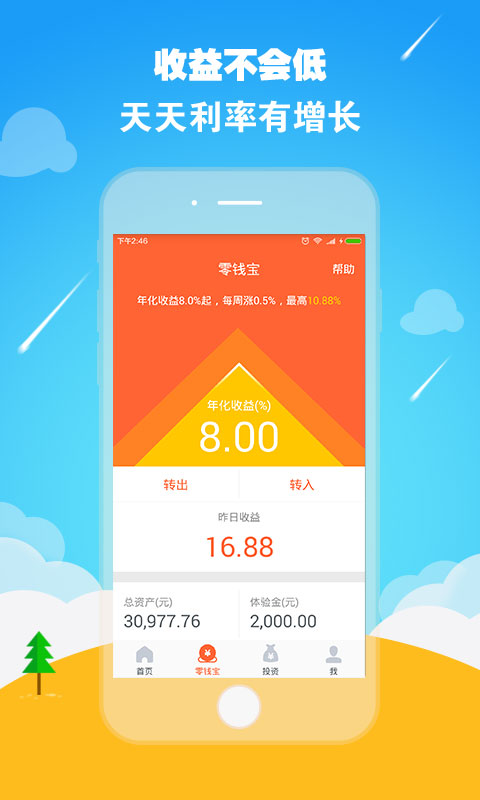 收益不会低
天天利率有增长
下午2:46
零钱宝
帮助
年化收益8.0%起，每周涨0.5%，最高10.88%
年化收益(%)
8.00
转出
转入
昨日收益
16.88
总资产(元)
体验金(元)
30,977.76
2,000.00
首页
零钱宝
投资
我